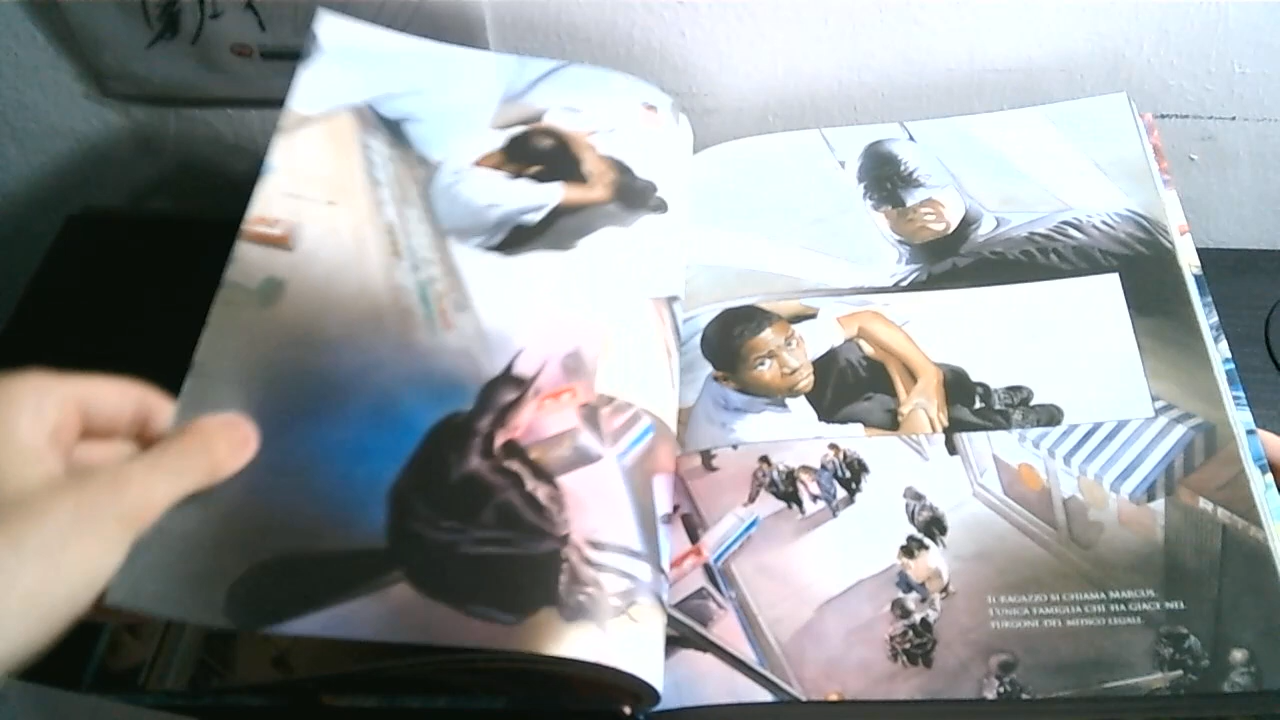 IL RAGAZZO SI CHIAMA MARCUS.
L'UNICA FAMIGLIA CHE HA GIACE NEL
FURGONE DEL MEDICO LEGALE.